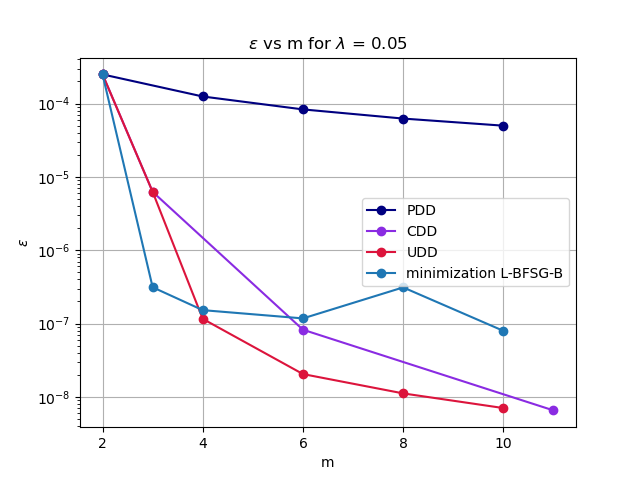 ε vs m for λ = 0.05
10⁻⁴
10⁻⁵
10⁻⁶
10⁻⁷
10⁻⁸
ε
PDD
CDD
UDD
minimization L-BFSG-B
2 4 6 8 10
m